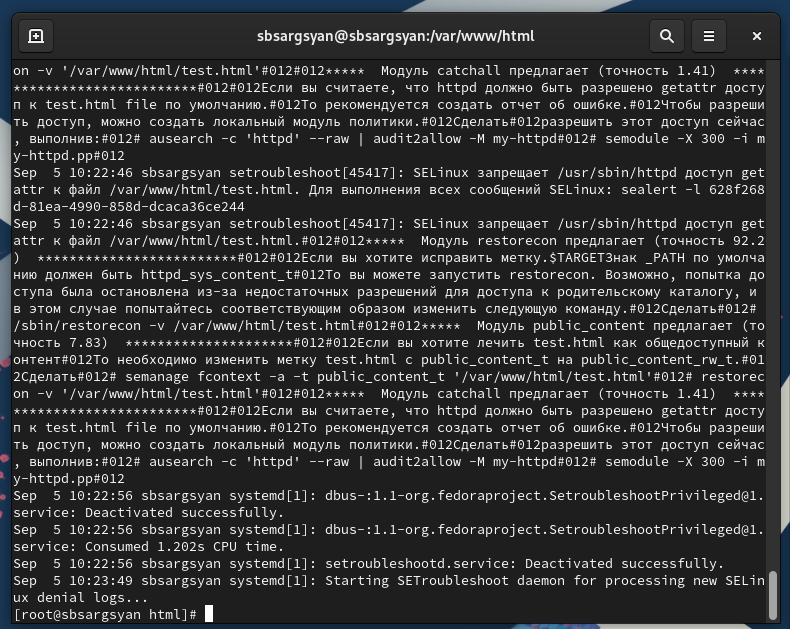 sbsargsyan@sbsargsyan:/var/www/html
on -v '/var/www/html/test.html'#012#012*****  Модуль catchall предлагает (точность 1.41)  ****
***********************#012#012Если вы считаете, что httpd должно быть разрешено getattr досту
п к test.html file по умолчанию.#012То рекомендуется создать отчет об ошибке.#012Чтобы разреши
ть доступ, можно создать локальный модуль политики.#012Сделать#012разрешить этот доступ сейчас
, выполнив:#012# ausearch -c 'httpd' --raw | audit2allow -M my-httpd#012# semodule -X 300 -i m
y-httpd.pp#012
Sep  5 10:22:46 sbsargsyan setroubleshoot[45417]: SELinux запрещает /usr/sbin/httpd доступ get
attr к файл /var/www/html/test.html. Для выполнения всех сообщений SELinux: sealert -l 628f268
d-81ea-4990-858d-dcaca36ce244
Sep  5 10:22:46 sbsargsyan setroubleshoot[45417]: SELinux запрещает /usr/sbin/httpd доступ get
attr к файл /var/www/html/test.html.#012#012*****  Модуль restorecon предлагает (точность 92.2
)  ************************#012#012Если вы хотите исправить метку.$TARGETЗнак _PATH по умолча
нию должен быть httpd_sys_content_t#012То вы можете запустить restorecon. Возможно, попытка до
ступа была остановлена из-за недостаточных разрешений для доступа к родительскому каталогу, и
в этом случае попытайтесь соответствующим образом изменить следующую команду.#012Сделать#012#
/sbin/restorecon -v /var/www/html/test.html#012#012*****  Модуль public_content предлагает (то
чность 7.83)  *********************#012#012Если вы хотите лечить test.html как общедоступный к
онтент#012То необходимо изменить метку test.html с public_content_t на public_content_rw_t.#01
2Сделать#012# semanage fcontext -a -t public_content_t '/var/www/html/test.html'#012# restorec
on -v '/var/www/html/test.html'#012#012*****  Модуль catchall предлагает (точность 1.41)  ****
***********************#012#012Если вы считаете, что httpd должно быть разрешено getattr досту
п к test.html file по умолчанию.#012То рекомендуется создать отчет об ошибке.#012Чтобы разреши
ть доступ, можно создать локальный модуль политики.#012Сделать#012разрешить этот доступ сейчас
, выполнив:#012# ausearch -c 'httpd' --raw | audit2allow -M my-httpd#012# semodule -X 300 -i m
y-httpd.pp#012
Sep  5 10:22:56 sbsargsyan systemd[1]: dbus-:1.1-org.fedoraproject.SetroubleshootPrivileged@1.
service: Deactivated successfully.
Sep  5 10:22:56 sbsargsyan systemd[1]: dbus-:1.1-org.fedoraproject.SetroubleshootPrivileged@1.
service: Consumed 1.202s CPU time.
Sep  5 10:22:56 sbsargsyan systemd[1]: setroubleshootd.service: Deactivated successfully.
Sep  5 10:23:49 sbsargsyan systemd[1]: Starting SETroubleshoot daemon for processing new SELin
ux denial logs...
[root@sbsargsyan html]#